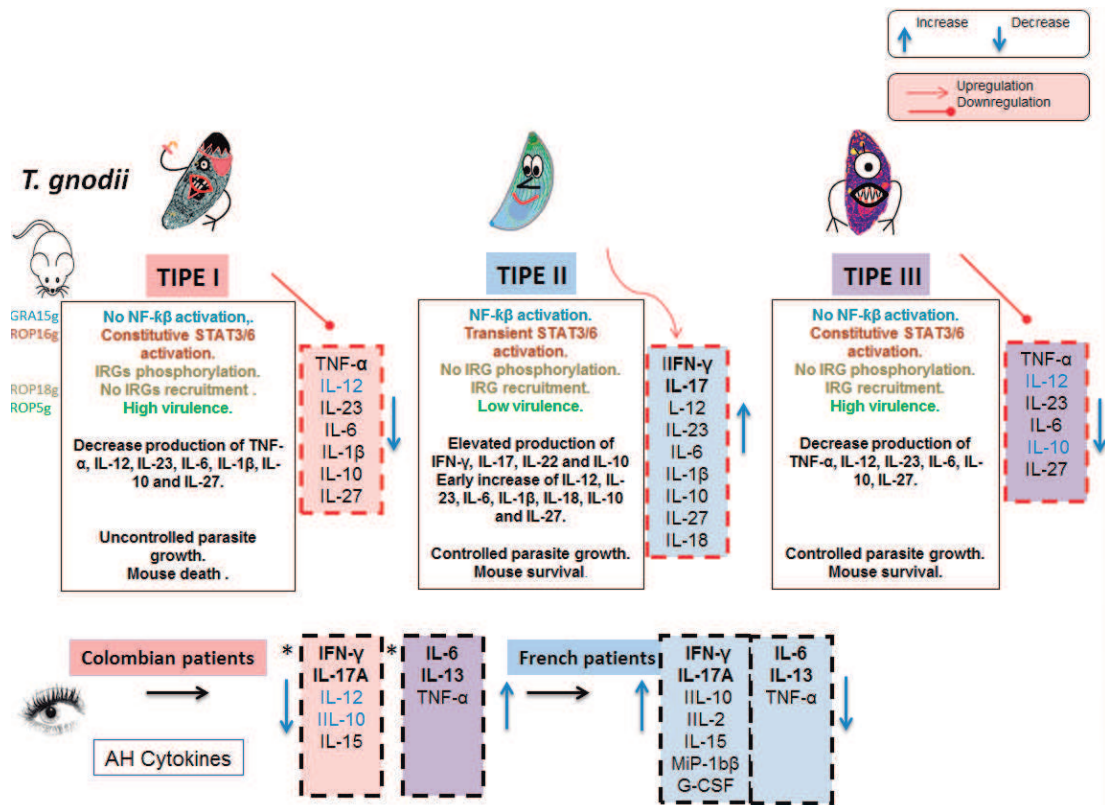 Increase Decrease
Upregulation
Downregulation
T. gnodii
TIPE I
TIPE II
TIPE III
GRA15g
ROP16g
ROP18g
ROP5g
No NF-ƙβ activation,.
Constitutive STAT3/6
activation.
IRGs phosphorylation.
No IRGs recruitment .
High virulence.
Decrease production of TNF-
α, IL-12, IL-23, IL-6, IL-1β, IL-
10 and IL-27.
Uncontrolled parasite
growth.
Mouse death .
TNF-α
IL-12
IL-23
IL-6
IL-1β
IL-10
IL-27
NF-ƙβ activation.
Transient STAT3/6
activation.
No IRG phosphorylation.
IRG recruitment.
Low virulence.
Elevated production of
IFN-γ, IL-17, IL-22 and IL-10
Early increase of IL-12, IL-
23, IL-6, IL-1β, IL-18, IL-10
and IL-27.
Controlled parasite growth.
Mouse survival.
IIFN-γ
IL-17
L-12
IL-23
IL-6
IL-1β
IL-10
IL-27
IL-18
No NF-ƙβ activation.
Constitutive STAT3/6
activation.
No IRG phosphorylation
IRG recruitment.
High virulence.
Decrease production of
TNF-α, IL-12, IL-23, IL-6, IL-
10, IL-27.
Controlled parasite growth.
Mouse survival.
TNF-α
IL-12
IL-23
IL-6
IL-10
IL-27
Colombian patients
AH Cytokines
*
IFN-γ
IL-17A
IL-12
IIL-10
IL-15
*
IL-6
IL-13
TNF-α
French patients
IFN-γ
IL-17A
IIL-10
IIL-2
IL-15
MiP-1bβ
G-CSF
IL-6
IL-13
TNF-α